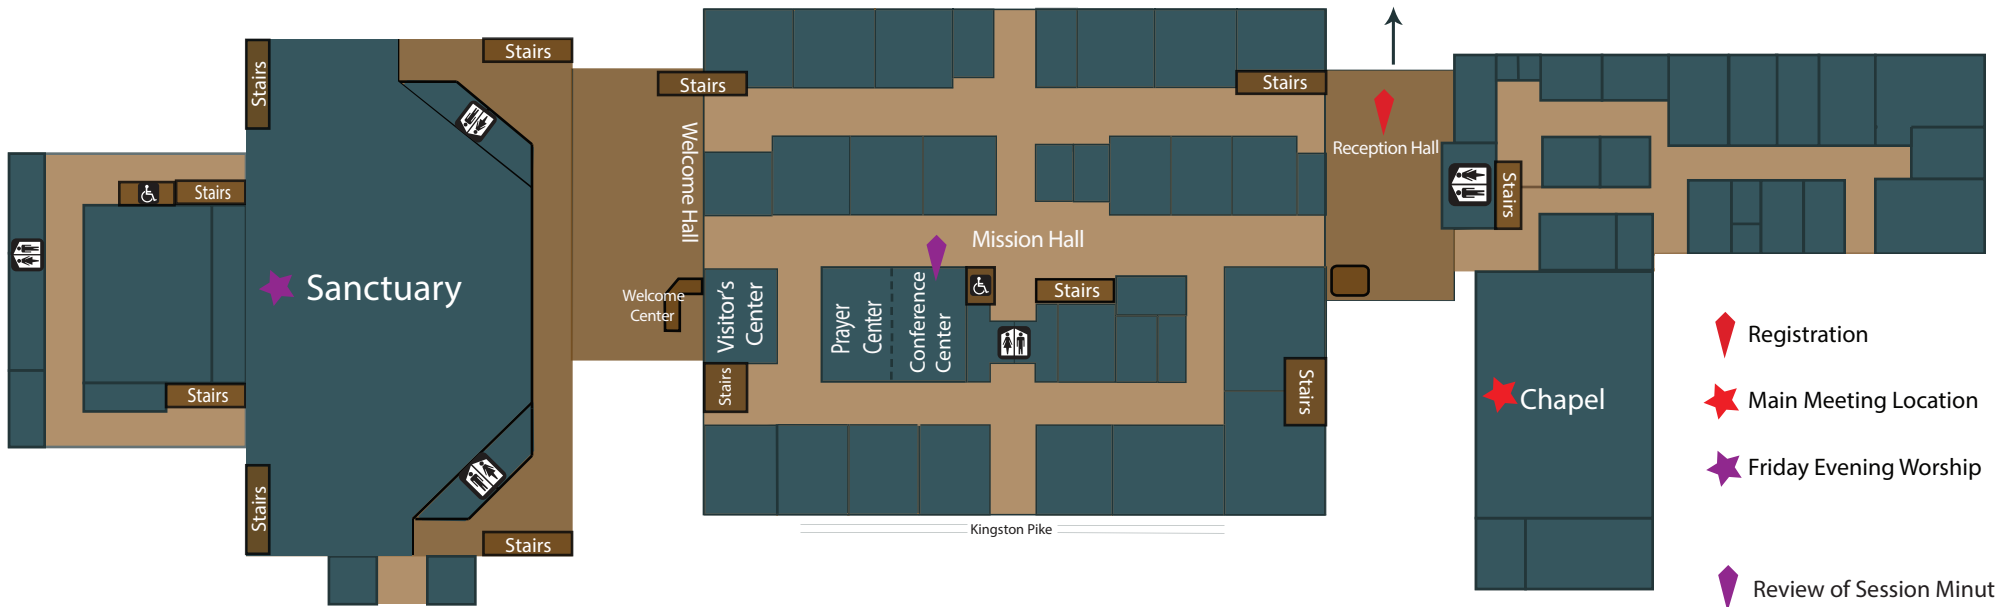 Stairs
Stairs
Stairs
Stairs
Stairs
Stairs
Stairs
Sanctuary
Stairs
Welcome Hall
Welcome
Center
Visitor's
Center
Stairs
Mission Hall
Prayer
Center
Conference
Center
Stairs
Stairs
Stairs
Reception Hall
Stairs
Chapel
Kingston Pike
Registration
Main Meeting Location
Friday Evening Worship
Review of Session Minut